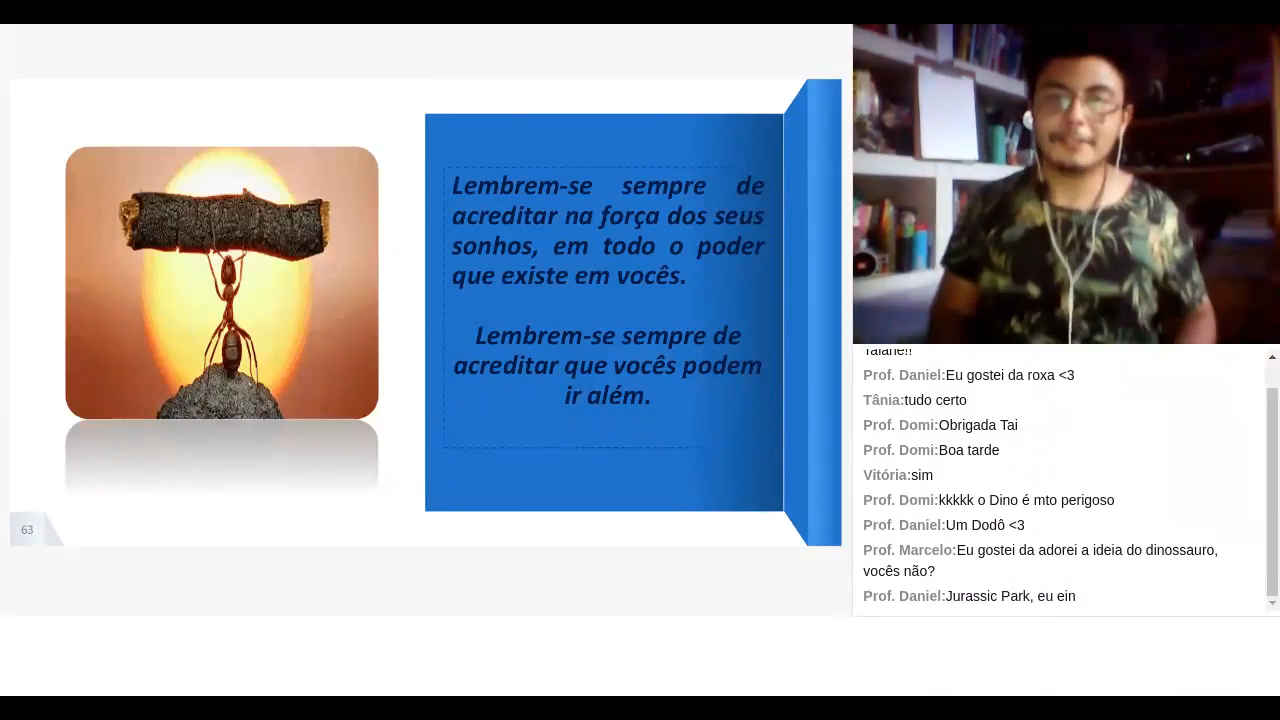 Lembrem-se sempre de
acreditar na força dos seus
sonhos, em todo o poder
que existe em vocês.
Lembrem-se sempre de
acreditar que vocês podem
ir além.
63
Taiane!!
Prof. Daniel:Eu gostei da roxa <3
Tânia:tudo certo
Prof. Domi:Obrigada Tai
Prof. Domi:Boa tarde
Vitória:sim
Prof. Domi:kkkkk o Dino é mto perigoso
Prof. Daniel:Um Dodô <3
Prof. Marcelo:Eu gostei da adorei a ideia do dinossauro,
vocês não?
Prof. Daniel:Jurassic Park, eu ein